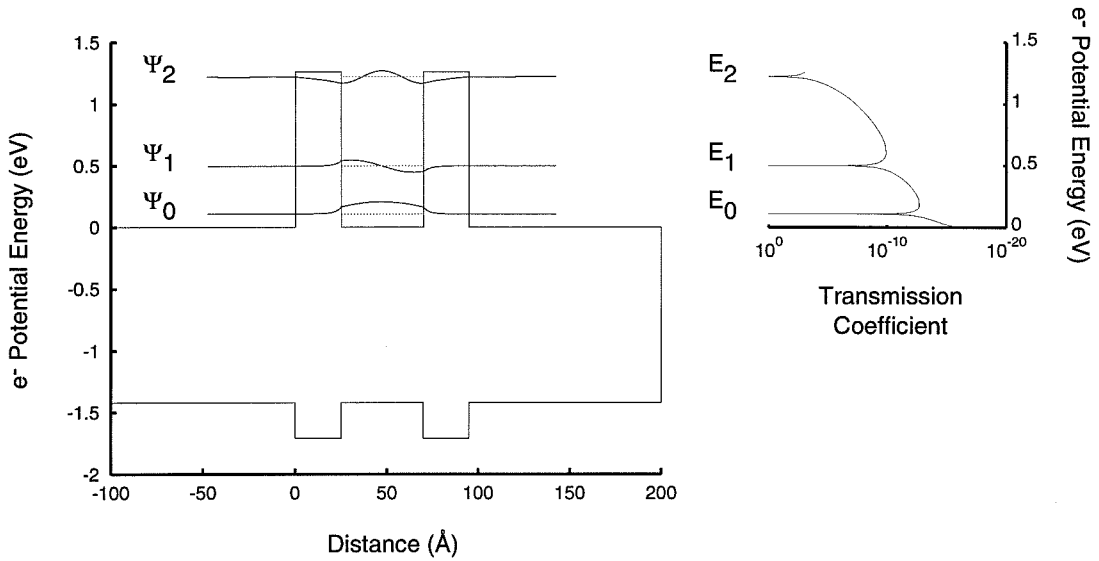 e⁻ Potential Energy (eV)
1.5
1
0.5
0
-0.5
-1
-1.5
-2
Ψ2
Ψ1
Ψ0
-100
-50
0
50
100
150
200
Distance (Å)
E2
E1
E0
1.5
1
0.5
0
e⁻ Potential Energy (eV)
10⁰
10⁻¹⁰
10⁻²⁰
Transmission
Coefficient